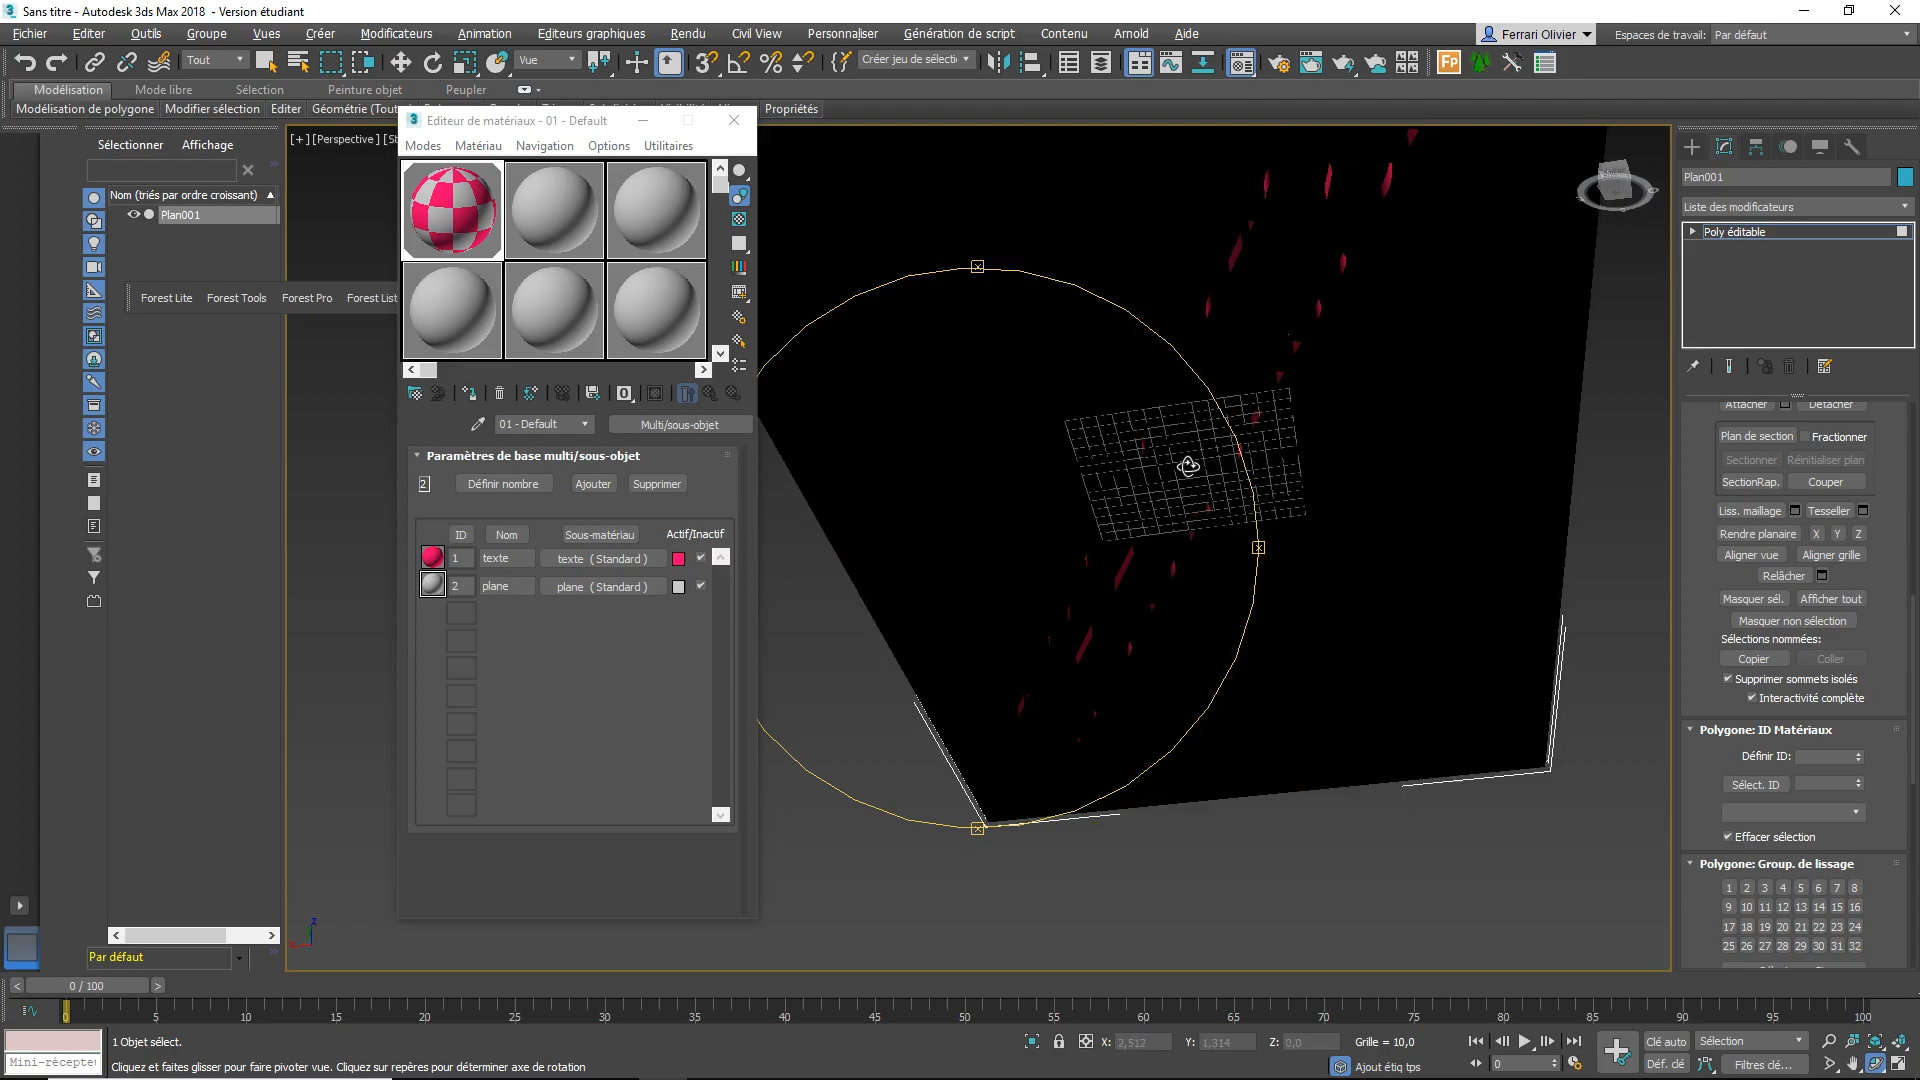 Sans titre - Autodesk 3ds Max 2018 - Version étudiant
Fichier Editer Outils Groupe Vues Créer Modificateurs Animation Editeurs graphiques Rendu Civil View Personnaliser Génération de script Contenu Arnold Aide
Ferrari Olivier
Espaces de travail: Par défaut
Tout
Vue
Créer jeu de sélecti
Modélisation Mode libre Sélection Peinture objet Peupler
Modélisation de polygone Modifier sélection Editer Géométrie (Tou
Propriétés
Sélectionner Affichage
Nom (triés par ordre croissant)
Plan001
Forest Lite Forest Tools Forest Pro Forest List
Par défaut
[+] [Perspective] [S
Editeur de matériaux - 01 - Default
Modes Matériau Navigation Options Utilitaires
01 - Default
Multi/sous-objet
Paramètres de base multi/sous-objet
2 Définir nombre Ajouter Supprimer
ID Nom Sous-matériau Actif/Inactif
1 texte texte ( Standard )
2 plane plane ( Standard )
Plan001
Liste des modificateurs
Poly éditable
Attacher Détacher
Plan de section Fractionner
Sectionner Réinitialiser plan
SectionRap. Couper
Liss. maillage Tesseller
Rendre planaire X Y Z
Aligner vue Aligner grille
Relâcher
Masquer sél. Afficher tout
Masquer non sélection
Sélections nommées:
Copier Coller
Supprimer sommets isolés
Interactivité complète
Polygone: ID Matériaux
Définir ID:
Sélect. ID
Effacer sélection
Polygone: Group. de lissage
1 2 3 4 5 6 7 8
9 10 11 12 13 14 15 16
17 18 19 20 21 22 23 24
25 26 27 28 29 30 31 32
z
< 0 / 100 >
0 5 10 15 20 25 30 35 40 45 50 55 60 65 70 75 80 85 90 95 100
1 Objet sélect.
X: 2,512 Y: 1,314 Z: 0,0 Grille = 10,0
Clé auto Sélection
Mini-récepte
Cliquez et faites glisser pour faire pivoter vue. Cliquez sur repères pour déterminer axe de rotation
Ajout étiq tps
0
Déf. clé Filtres clé...